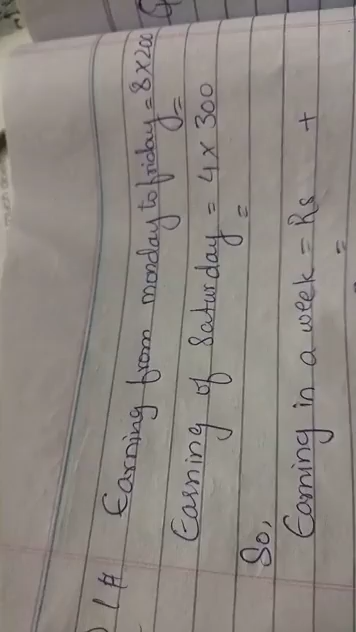 1# Earning from monday to friday = 8 x 200
=
Earning of Saturday = 4 x 300
=
So,
Earning in a week = Rs +
=